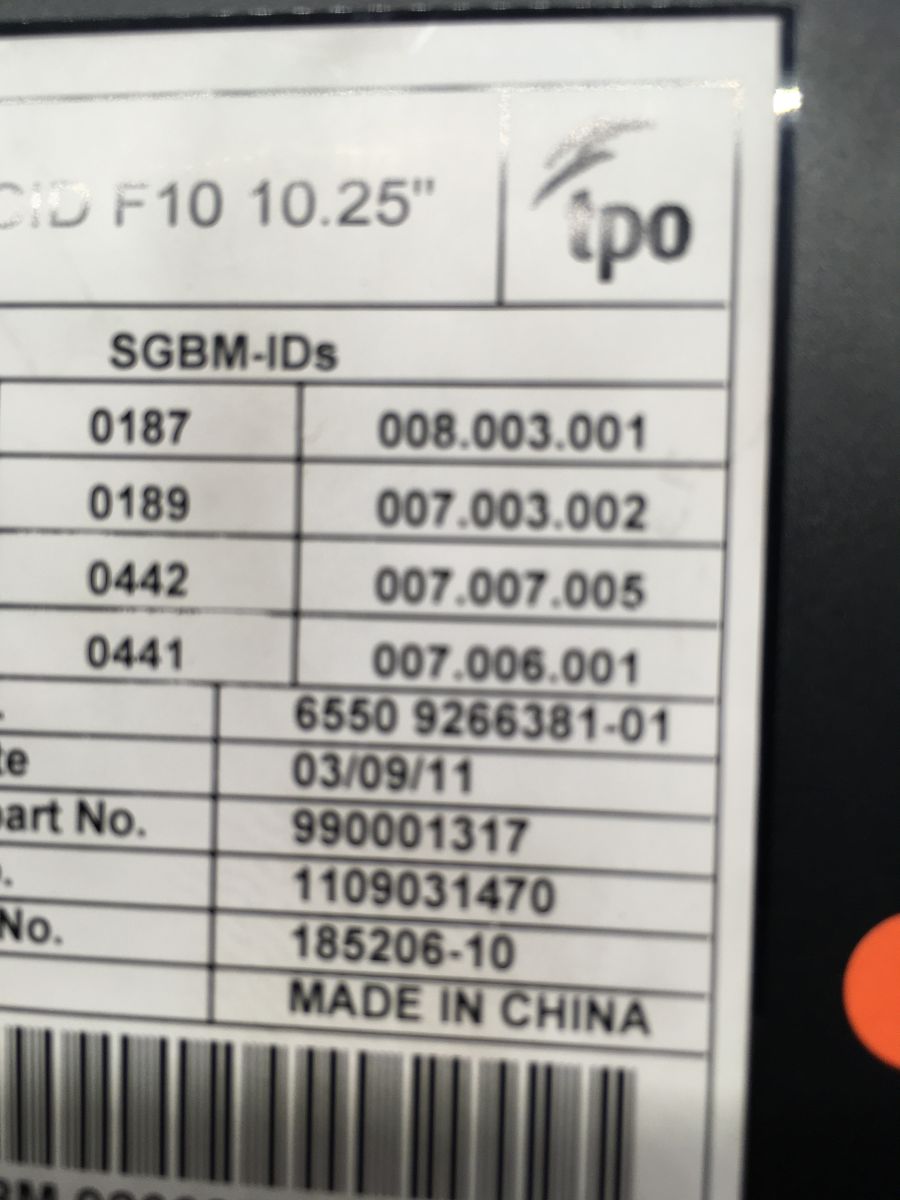 CID F10 10.25"
tpo
SGBM-IDs
0187 008.003.001
0189 007.003.002
0442 007.007.005
0441 007.006.001
6550 9266381-01
te 03/09/11
part No. 990001317
. 1109031470
No. 185206-10
MADE IN CHINA